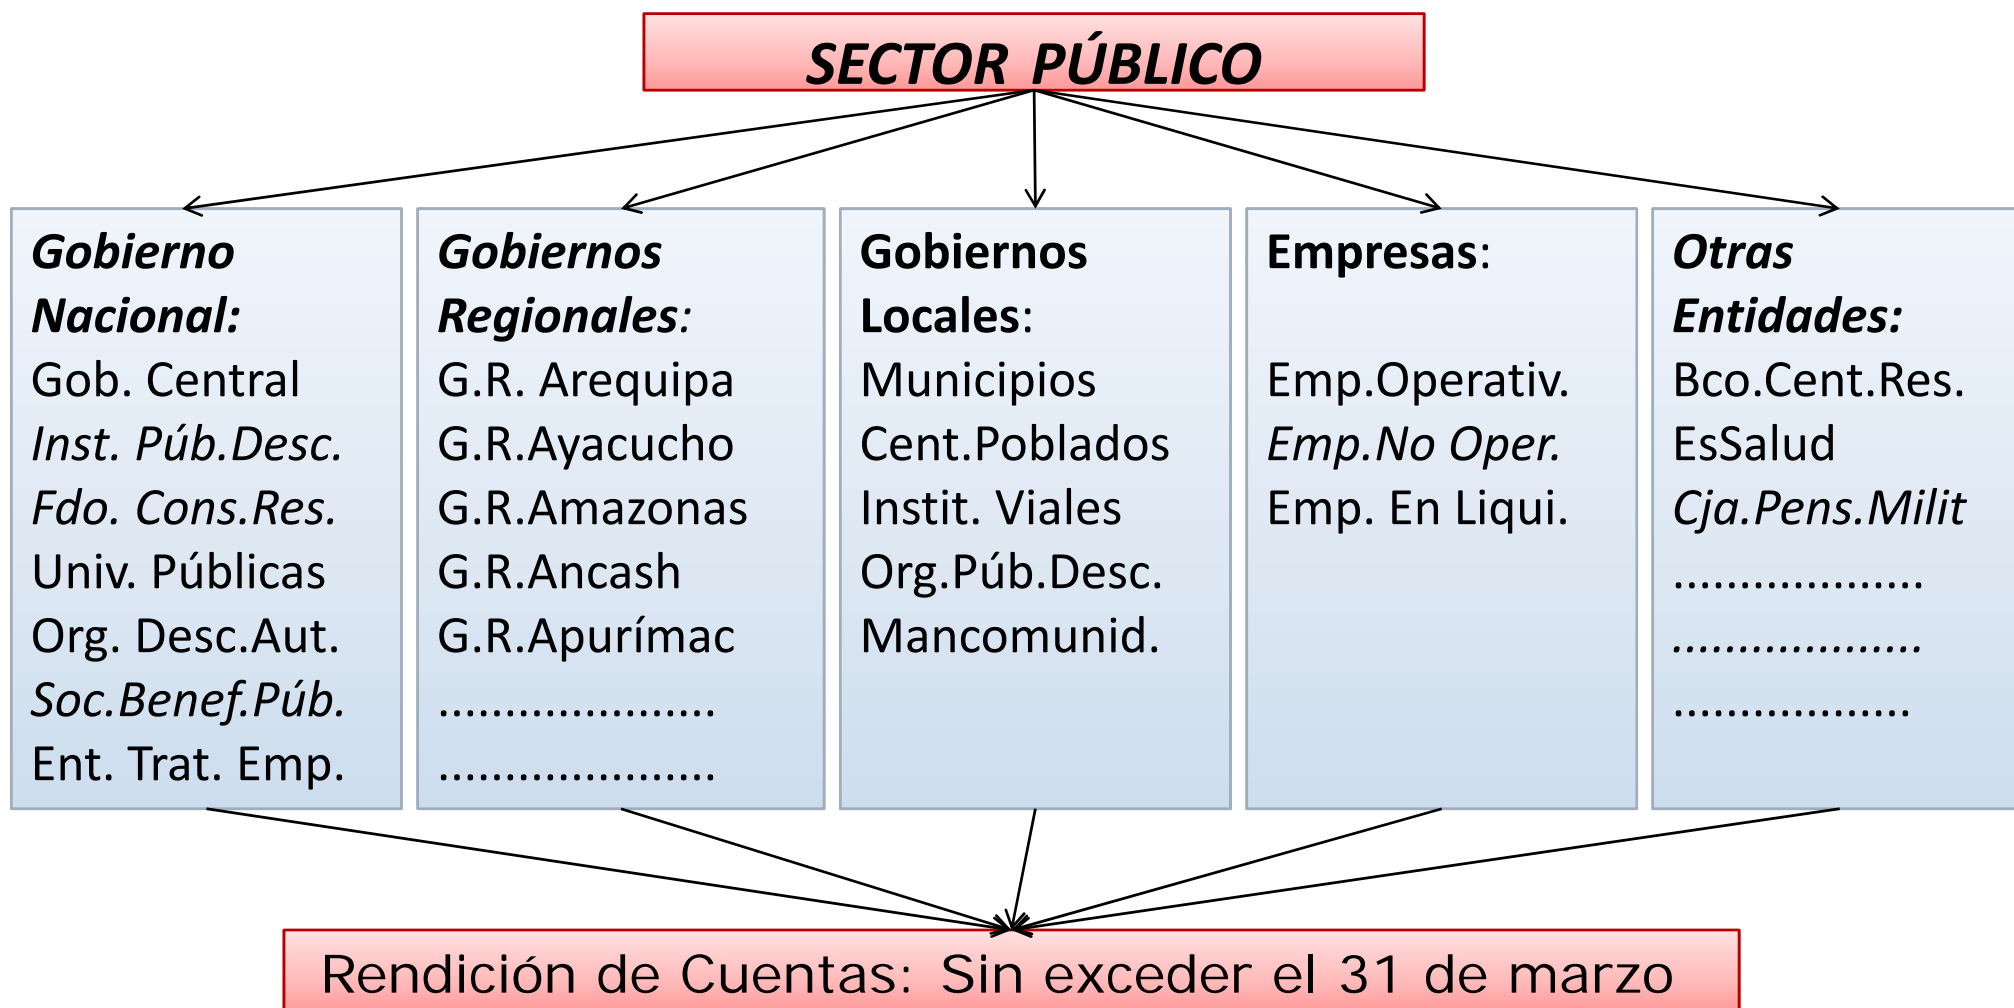 SECTOR PÚBLICO
Gobierno
Nacional:
Gob. Central
Inst. Púb.Desc.
Fdo. Cons.Res.
Univ. Públicas
Org. Desc.Aut.
Soc.Benef.Púb.
Ent. Trat. Emp.
Gobiernos
Regionales:
G.R. Arequipa
G.R.Ayacucho
G.R.Amazonas
G.R.Ancash
G.R.Apurímac
.....................
.....................
Gobiernos
Locales:
Municipios
Cent.Poblados
Instit. Viales
Org.Púb.Desc.
Mancomunid.
Empresas:
Emp.Operativ.
Emp.No Oper.
Emp. En Liqui.
Otras
Entidades:
Bco.Cent.Res.
EsSalud
Cja.Pens.Milit
...................
...................
..................
Rendición de Cuentas: Sin exceder el 31 de marzo